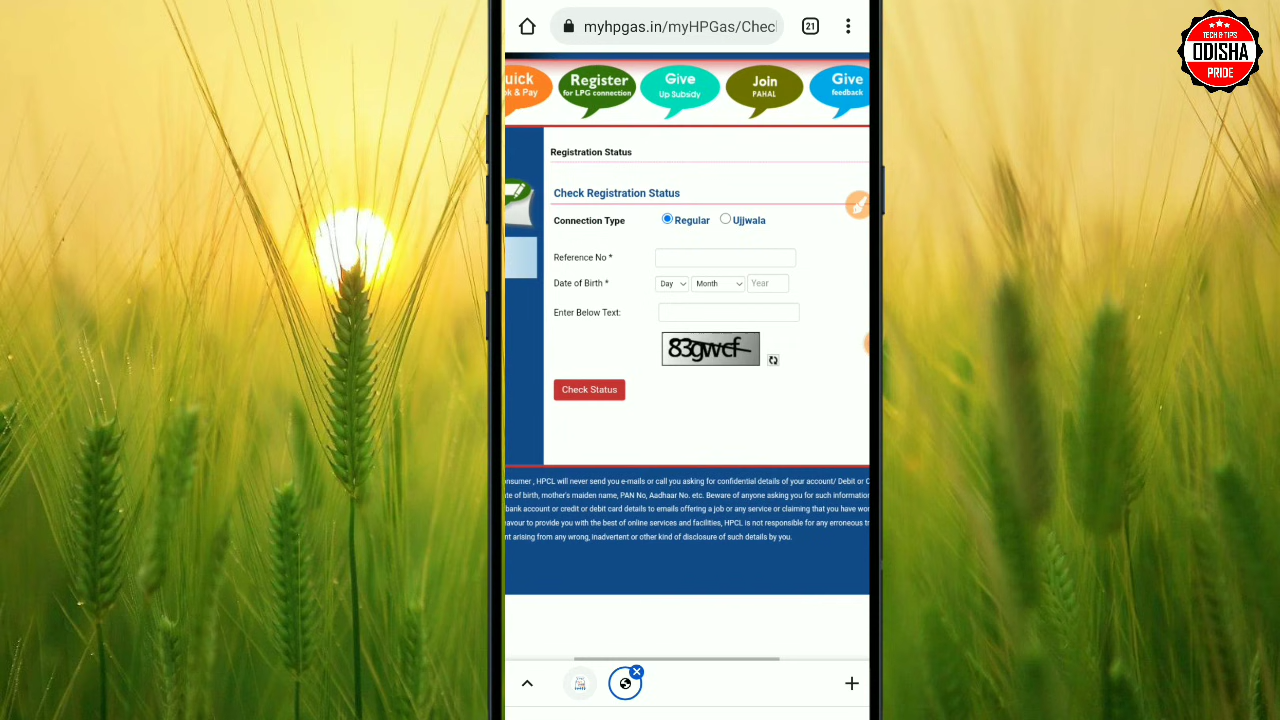 myhpgas.in/myHPGas/Chec
21
TECH & TIPS
ODISHA
PRIDE
uick
ok & Pay
Register
for LPG connection
Give
Up Subsidy
Join
PAHAL
Give
feedback
Registration Status
Check Registration Status
Connection Type Regular Ujjwala
Reference No *
Date of Birth * Day Month Year
Enter Below Text:
83gwcf
Check Status
onsumer , HPCL will never send you e-mails or call you asking for confidential details of your account/ Debit or C
te of birth, mother's maiden name, PAN No, Aadhaar No. etc. Beware of anyone asking you for such information
bank account or credit or debit card details to emails offering a job or any service or claiming that you have wo
avour to provide you with the best of online services and facilities, HPCL is not responsible for any erroneous tr
nt arising from any wrong, inadvertent or other kind of disclosure of such details by you.